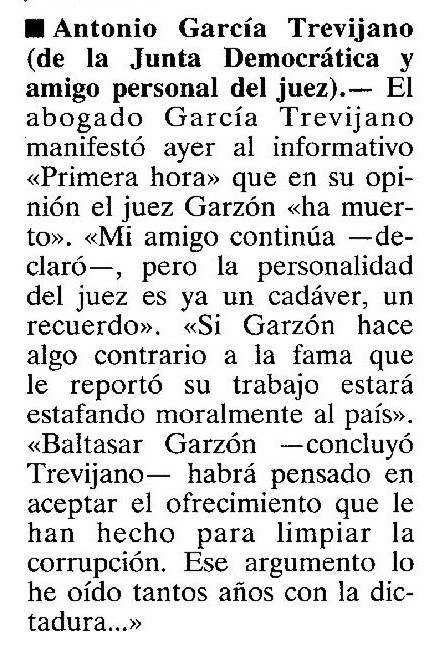 ■ Antonio García Trevijano
(de la Junta Democrática y
amigo personal del juez).— El
abogado García Trevijano
manifestó ayer al informativo
«Primera hora» que en su opi-
nión el juez Garzón «ha muer-
to». «Mi amigo continúa —de-
claró—, pero la personalidad
del juez es ya un cadáver, un
recuerdo». «Si Garzón hace
algo contrario a la fama que
le reportó su trabajo estará
estafando moralmente al país».
«Baltasar Garzón —concluyó
Trevijano— habrá pensado en
aceptar el ofrecimiento que le
han hecho para limpiar la
corrupción. Ese argumento lo
he oído tantos años con la dic-
tadura...»